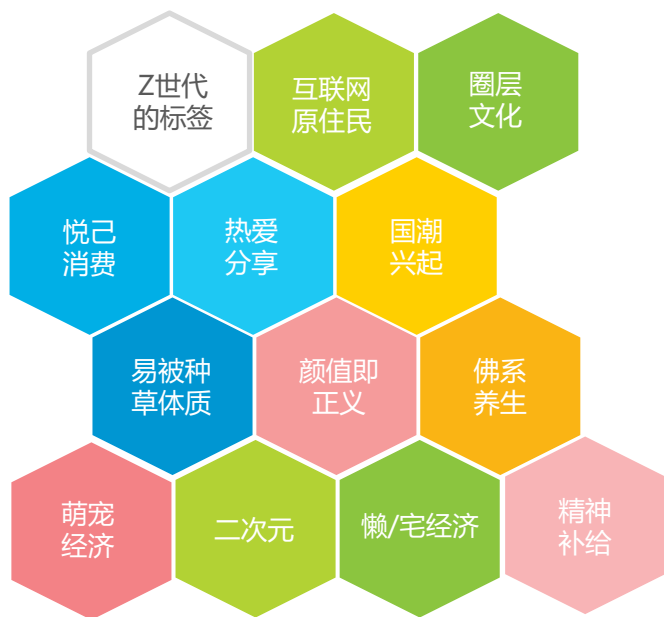 Z世代
的标签
互联网
原住民
圈层
文化
悦己
消费
热爱
分享
国潮
兴起
易被种
草体质
颜值即
正义
佛系
养生
萌宠
经济
二次元
懒/宅经济
精神
补给